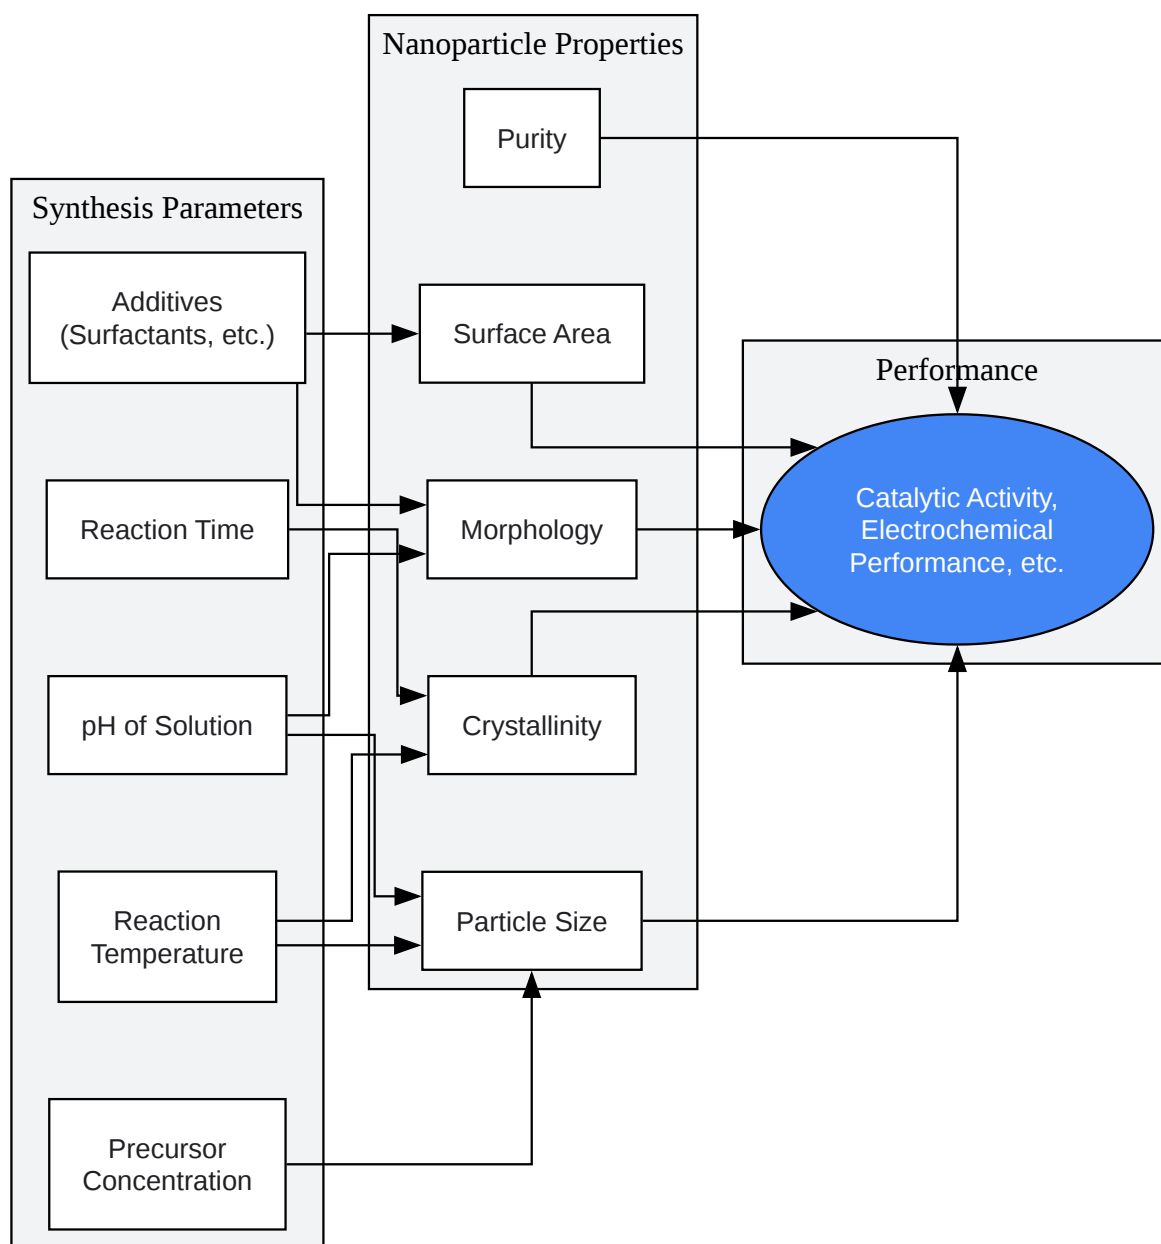 Nanoparticle Properties
Purity
Synthesis Parameters
Additives
(Surfactants, etc.)
Surface Area
Performance
Reaction Time
Morphology
Catalytic Activity,
Electrochemical
Performance, etc.
pH of Solution
Crystallinity
Reaction
Temperature
Particle Size
Precursor
Concentration